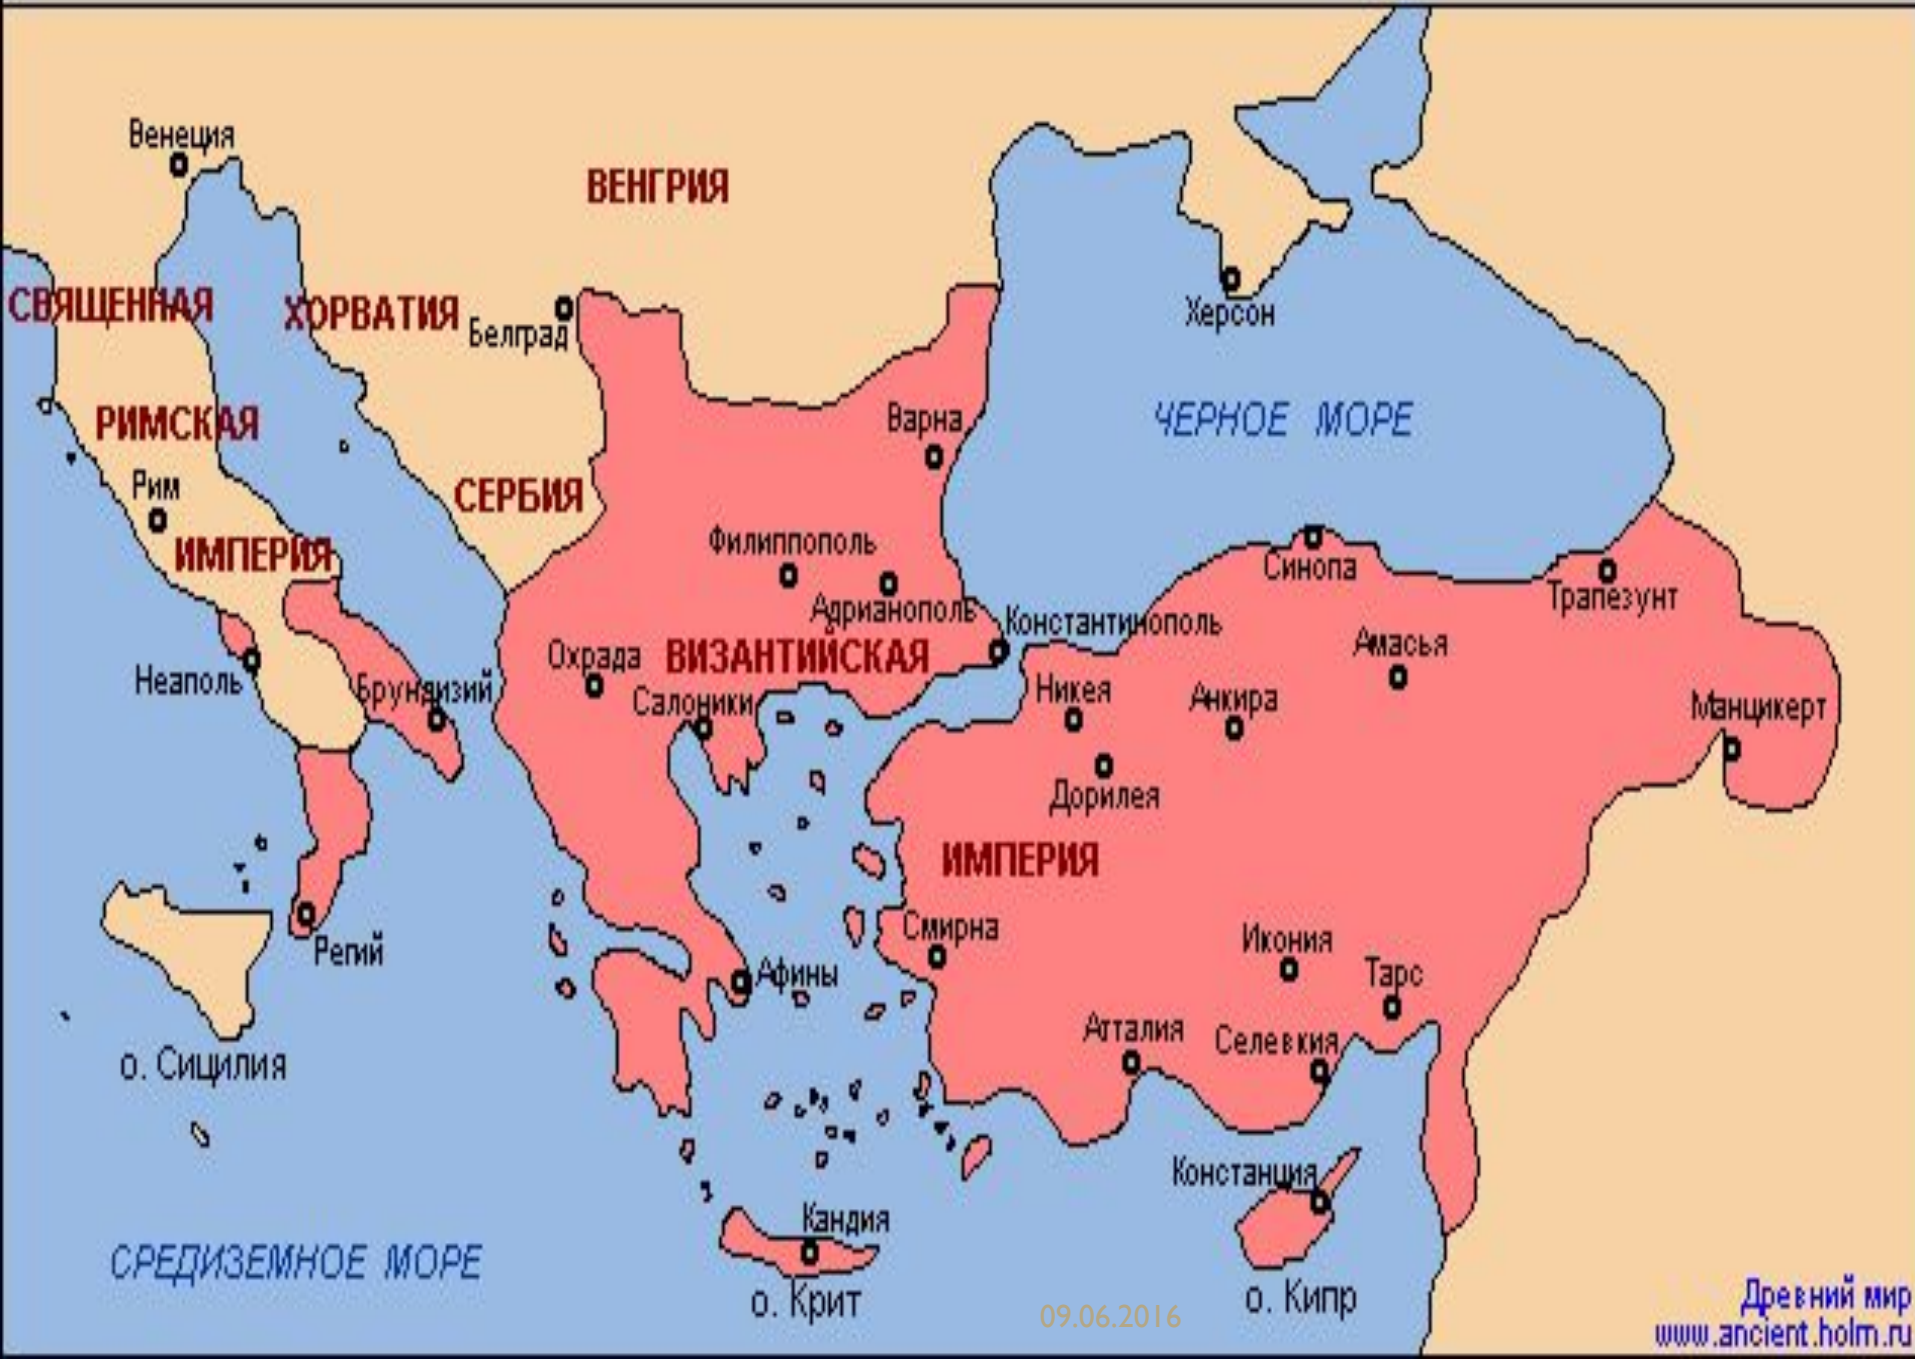 Венеция
ВЕНГРИЯ
СВЯЩЕННАЯ
ХОРВАТИЯ
Белград
Херсон
РИМСКАЯ
Варна
ЧЕРНОЕ МОРЕ
Рим
СЕРБИЯ
ИМПЕРИЯ
Филиппополь
Синопа
Адрианополь
Трапезунт
Константинополь
Охрада
ВИЗАНТИЙСКАЯ
Амасья
Неаполь
Брундизий
Салоники
Никея
Анкира
Манцикерт
Дорилея
ИМПЕРИЯ
Смирна
Икония
Регий
Афины
Тарс
Атталия
Селевкия
о. Сицилия
Констанция
Кандия
СРЕДИЗЕМНОЕ МОРЕ
о. Крит
о. Кипр
09.06.2016
Древний мир
www.ancient.holm.ru